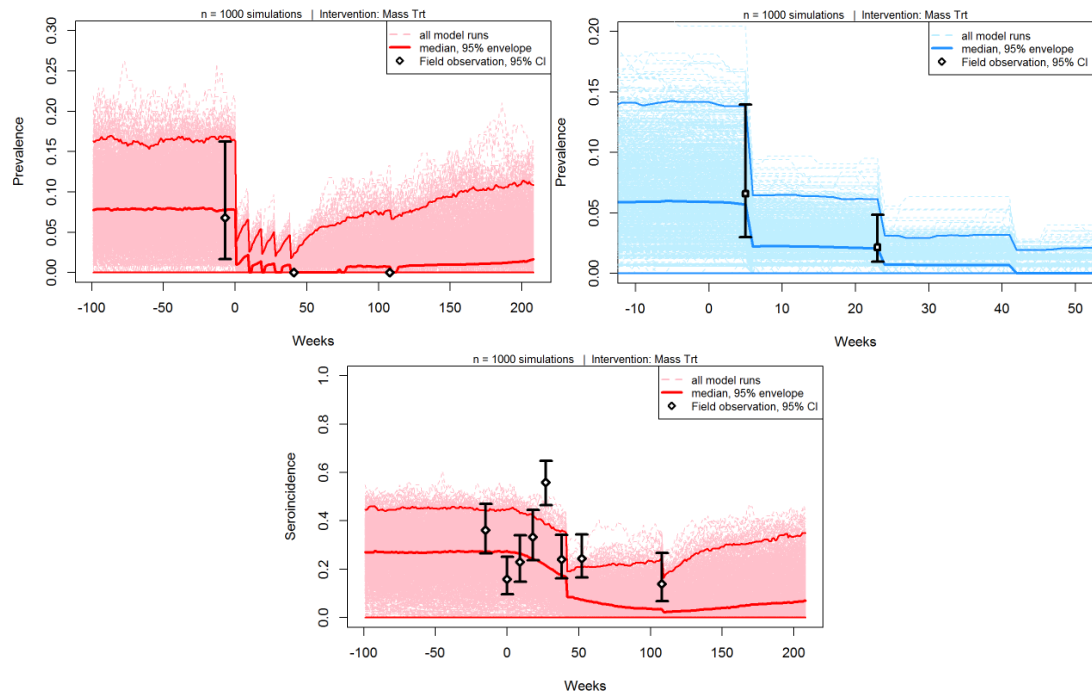 n = 1000 simulations | Intervention: Mass Trt
all model runs
median, 95% envelope
Field observation, 95% CI
Prevalence
0.30
0.25
0.20
0.15
0.10
0.05
0.00
-100 -50 0 50 100 150 200
Weeks
n = 1000 simulations | Intervention: Mass Trt
all model runs
median, 95% envelope
Field observation, 95% CI
Prevalence
0.20
0.15
0.10
0.05
0.00
-10 0 10 20 30 40 50
Weeks
n = 1000 simulations | Intervention: Mass Trt
all model runs
median, 95% envelope
Field observation, 95% CI
Seroincidence
1.0
0.8
0.6
0.4
0.2
0.0
-100 -50 0 50 100 150 200
Weeks